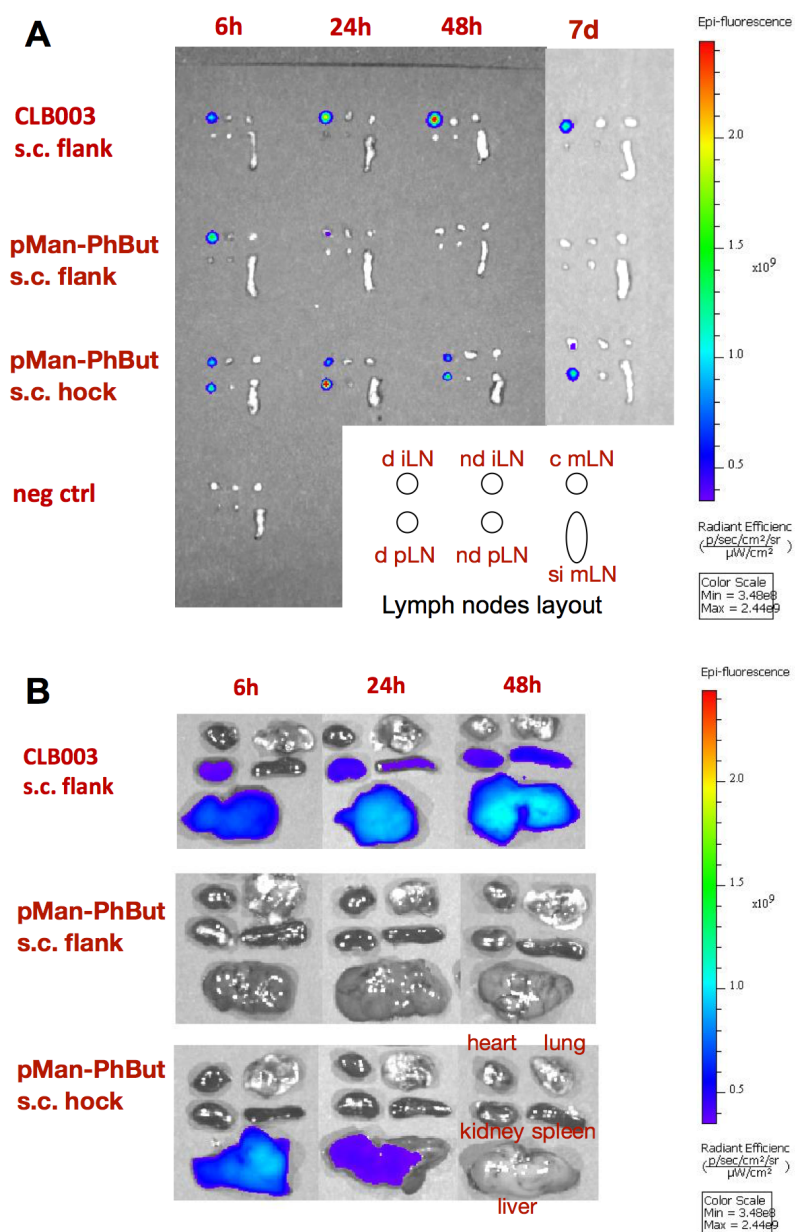 A
6h 24h 48h 7d
Epi-fluorescence
CLB003
s.c. flank
pMan-PhBut
s.c. flank
pMan-PhBut
s.c. hock
neg ctrl
2.0
1.5
x10⁹
1.0
0.5
d iLN nd iLN c mLN
d pLN nd pLN
si mLN
Lymph nodes layout
Radiant Efficienc
(p/sec/cm²/sr
µW/cm²)
Color Scale
Min = 3.48e8
Max = 2.44e9
B
6h 24h 48h
Epi-fluorescence
CLB003
s.c. flank
pMan-PhBut
s.c. flank
pMan-PhBut
s.c. hock
heart lung
kidney spleen
liver
2.0
1.5
x10⁹
1.0
0.5
Radiant Efficienc
(p/sec/cm²/sr
µW/cm²)
Color Scale
Min = 3.48e8
Max = 2.44e9